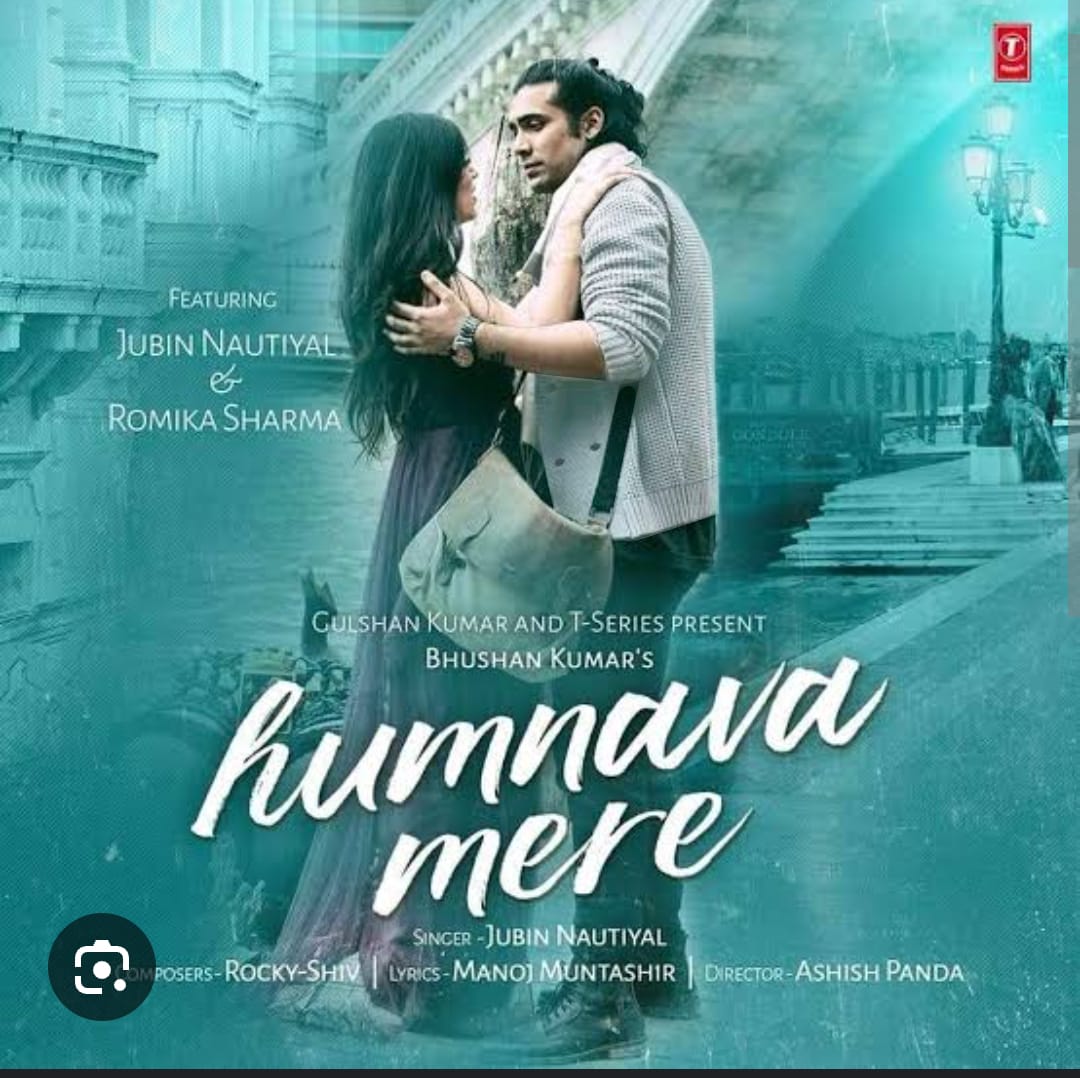 T
FEATURING
JUBIN NAUTIYAL
&
ROMIKA SHARMA
GULSHAN KUMAR AND T-SERIES PRESENT
BHUSHAN KUMAR'S
humnava
mere
SINGER - JUBIN NAUTIYAL
COMPOSERS - ROCKY-SHIV | LYRICS - MANOJ MUNTASHIR | DIRECTOR - ASHISH PANDA